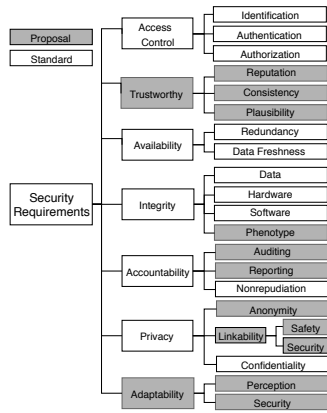 Proposal
Standard
Security
Requirements
Access
Control
Identification
Authentication
Authorization
Trustworthy
Reputation
Consistency
Plausibility
Availability
Redundancy
Data Freshness
Integrity
Data
Hardware
Software
Phenotype
Accountability
Auditing
Reporting
Nonrepudiation
Privacy
Anonymity
Linkability
Safety
Security
Confidentiality
Adaptability
Perception
Security